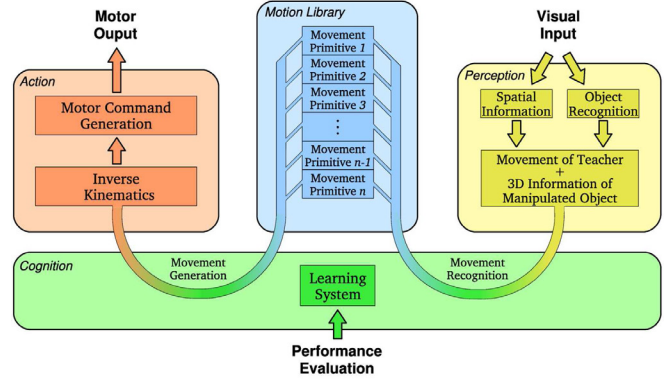 Motor
Ouput
Action
Motor Command
Generation
Inverse
Kinematics
Motion Library
Movement
Primitive 1
Movement
Primitive 2
Movement
Primitive 3
⋮
Movement
Primitive n-1
Movement
Primitive n
Visual
Input
Perception
Spatial
Information
Object
Recognition
Movement of Teacher
+
3D Information of
Manipulated Object
Cognition
Movement
Generation
Learning
System
Movement
Recognition
Performance
Evaluation